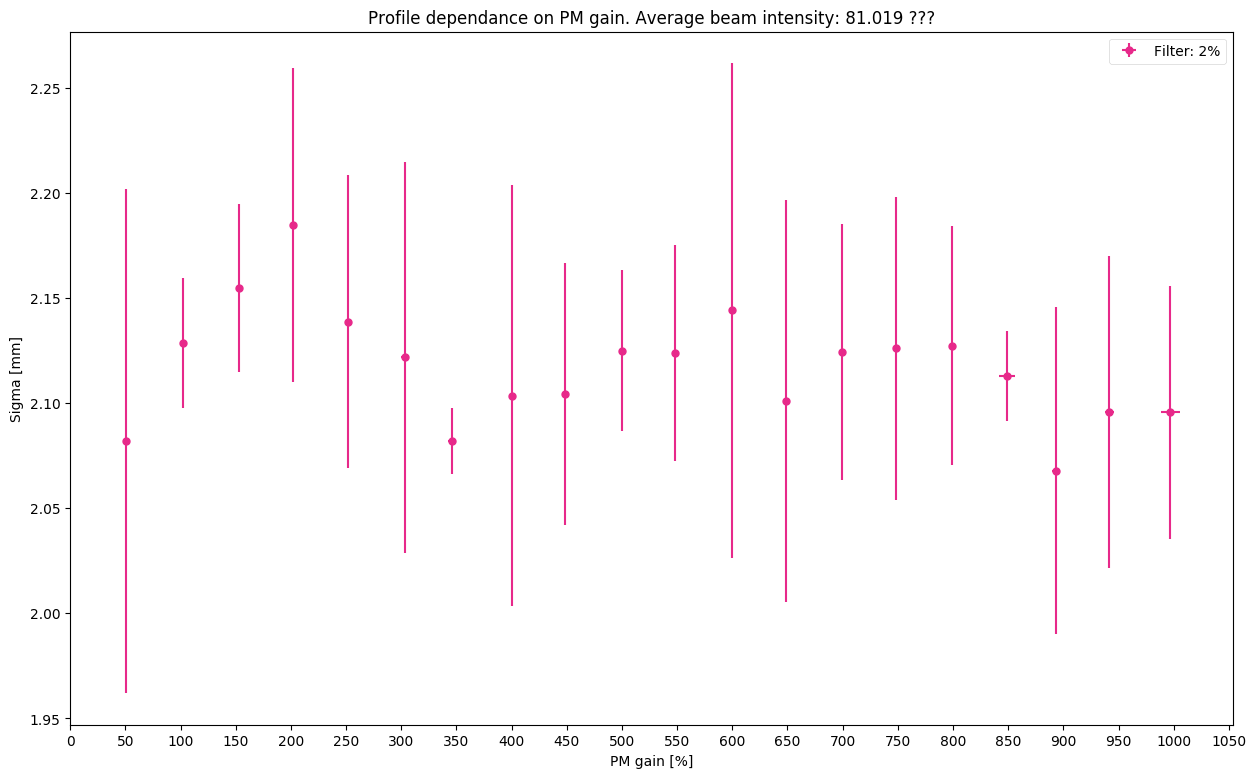 Profile dependance on PM gain. Average beam intensity: 81.019 ???
Filter: 2%
2.25
2.20
2.15
2.10
2.05
2.00
1.95
Sigma [mm]
0 50 100 150 200 250 300 350 400 450 500 550 600 650 700 750 800 850 900 950 1000 1050
PM gain [%]